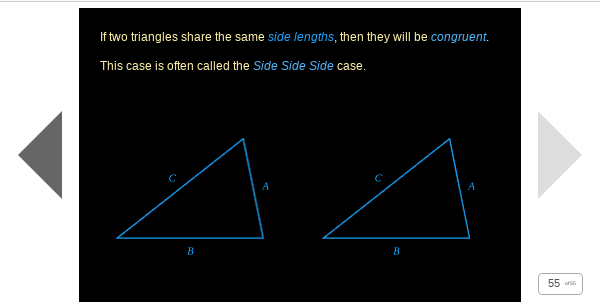 If two triangles share the same side lengths, then they will be congruent.
This case is often called the Side Side Side case.
C
A
B
C
A
B
55 of 55